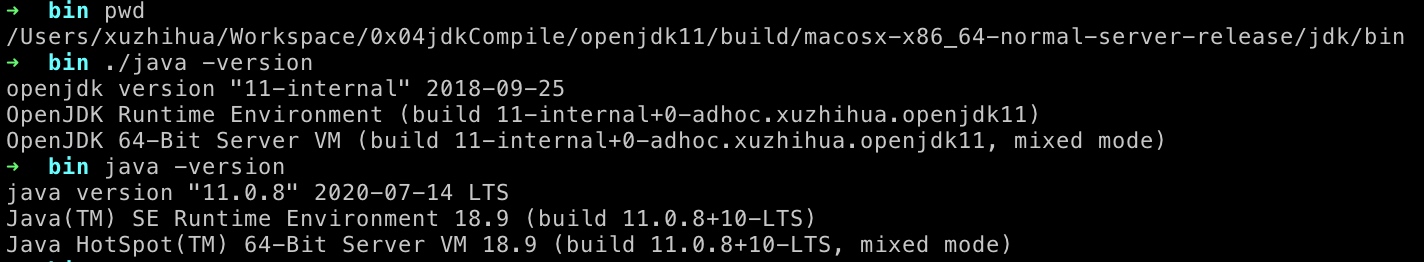 ➜  bin pwd
/Users/xuzhihua/Workspace/0x04jdkCompile/openjdk11/build/macosx-x86_64-normal-server-release/jdk/bin
➜  bin ./java -version
openjdk version "11-internal" 2018-09-25
OpenJDK Runtime Environment (build 11-internal+0-adhoc.xuzhihua.openjdk11)
OpenJDK 64-Bit Server VM (build 11-internal+0-adhoc.xuzhihua.openjdk11, mixed mode)
➜  bin java -version
java version "11.0.8" 2020-07-14 LTS
Java(TM) SE Runtime Environment 18.9 (build 11.0.8+10-LTS)
Java HotSpot(TM) 64-Bit Server VM 18.9 (build 11.0.8+10-LTS, mixed mode)